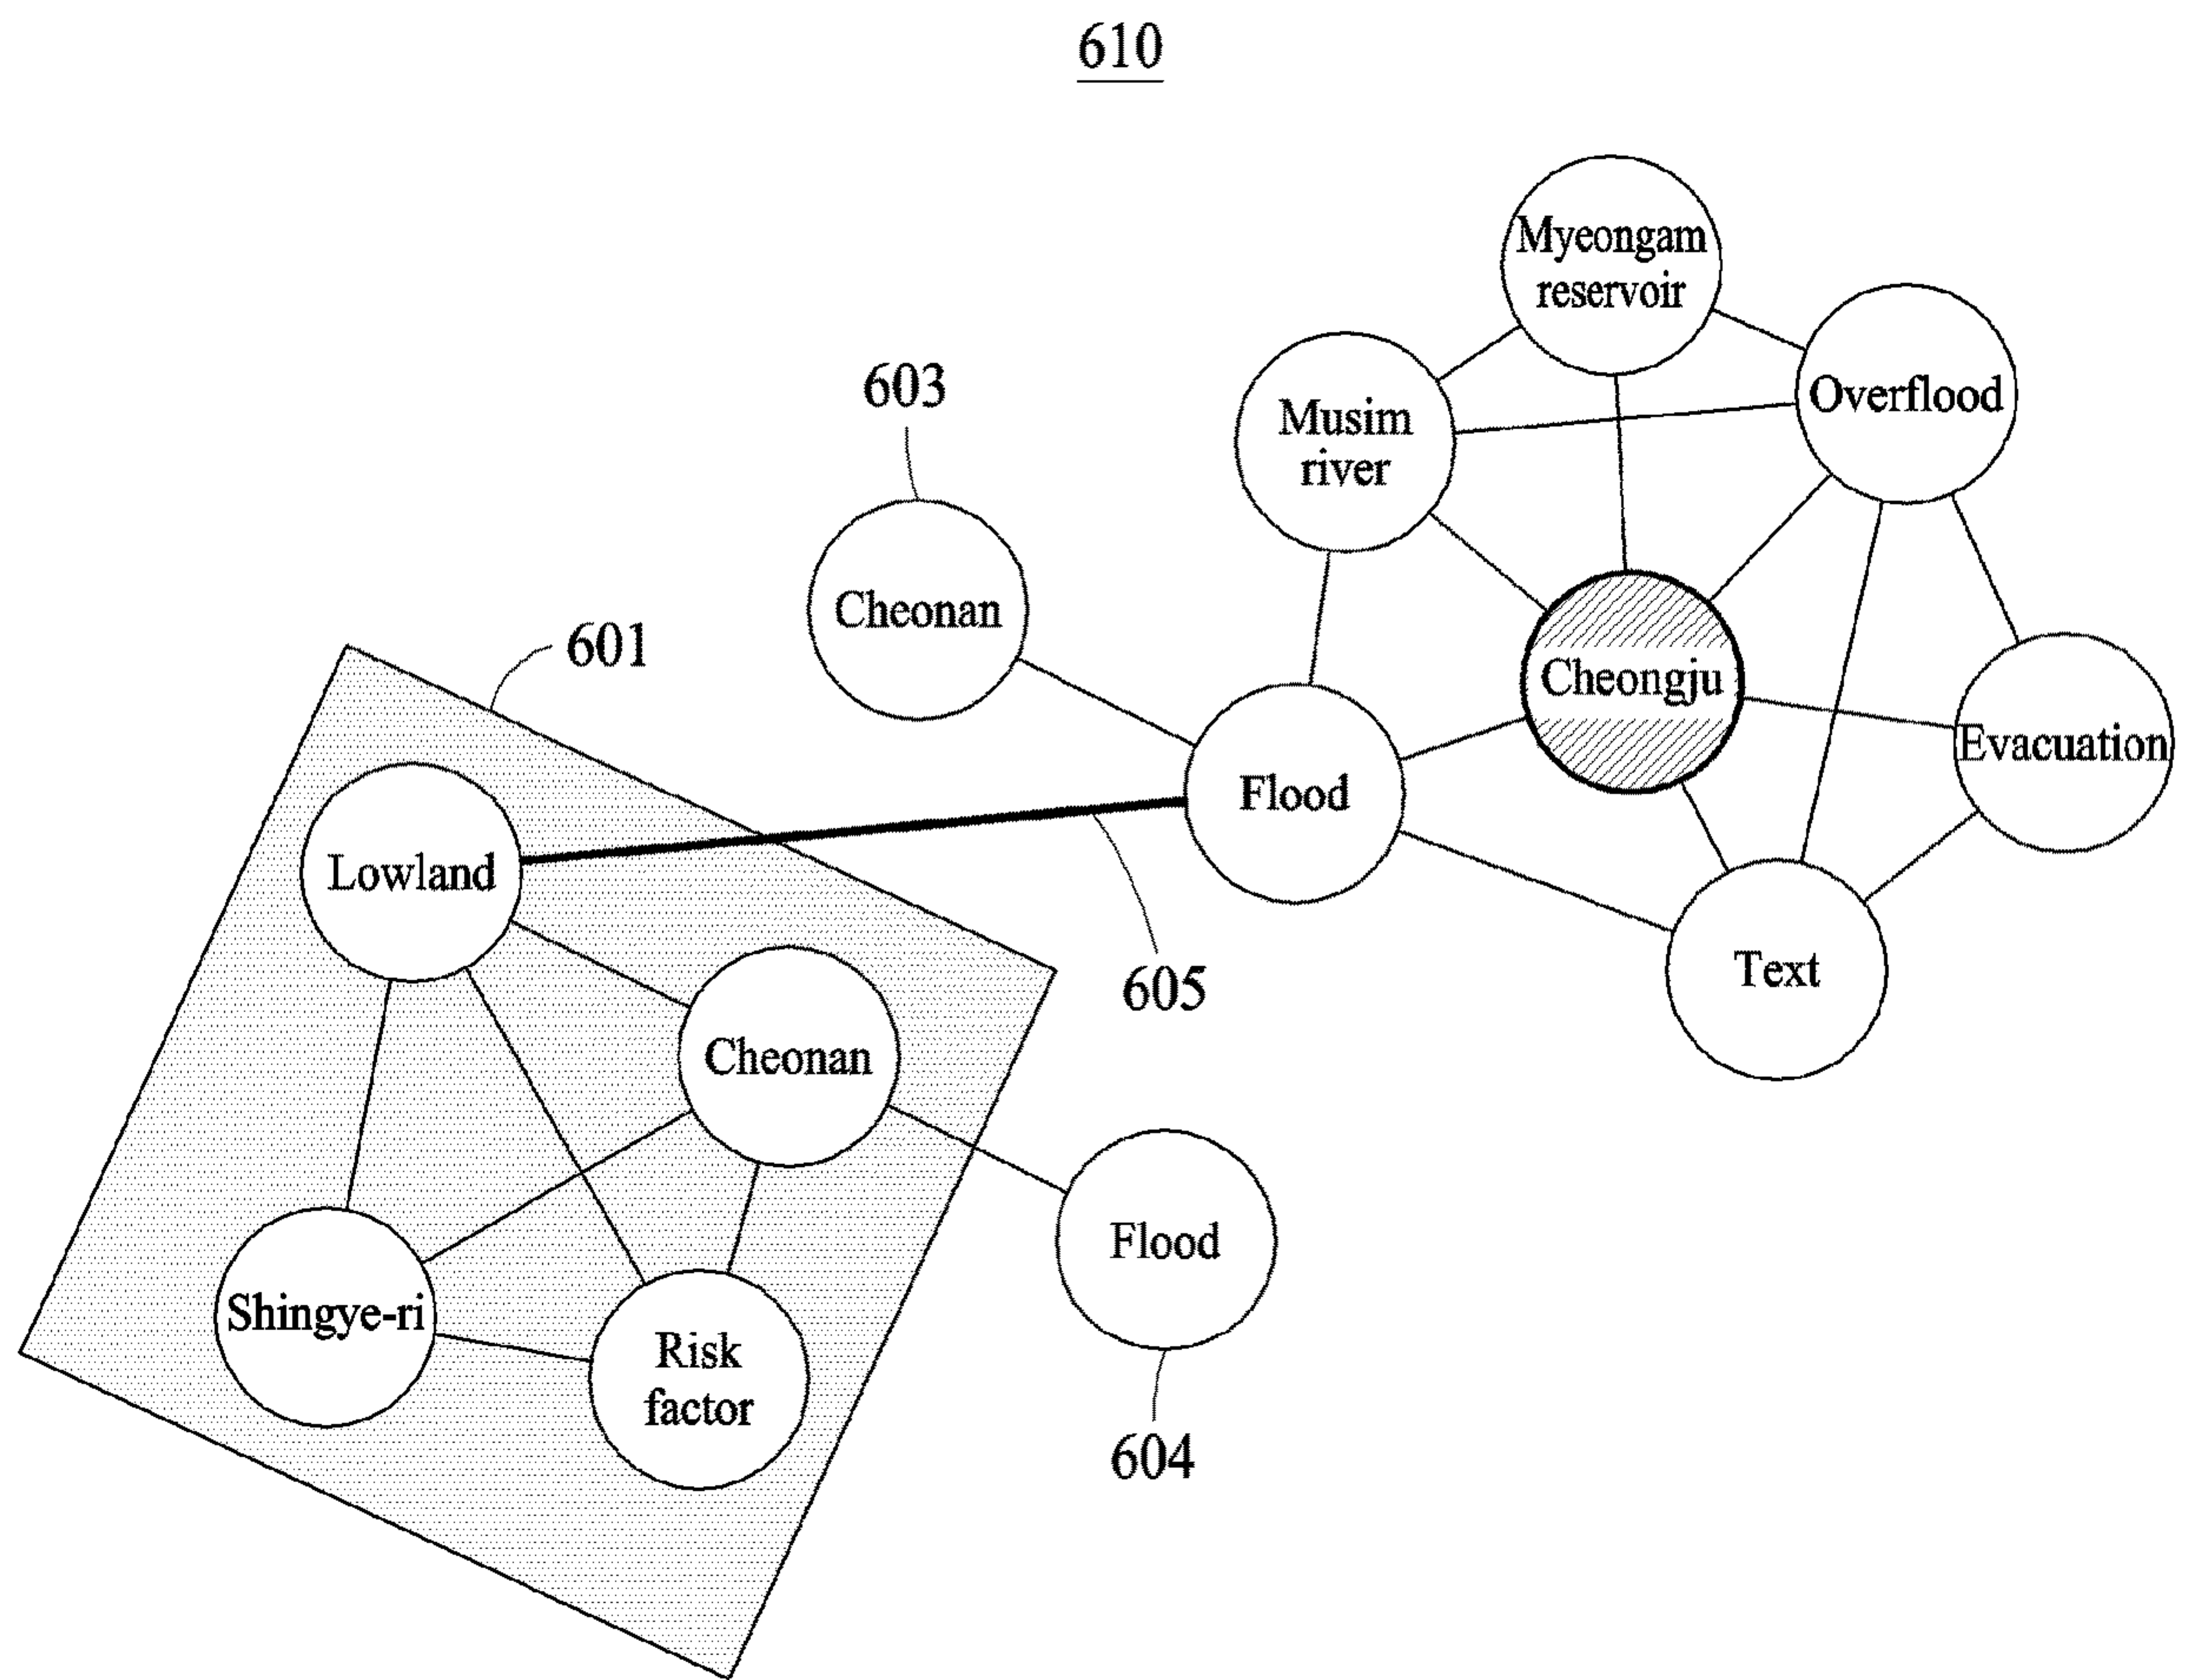 610
Myeongam
reservoir
Overflood
603
Musim
river
Cheonan
601
Cheongju
Evacuation
Flood
Lowland
605
Text
Cheonan
Flood
Shingye-ri
Risk
factor
604